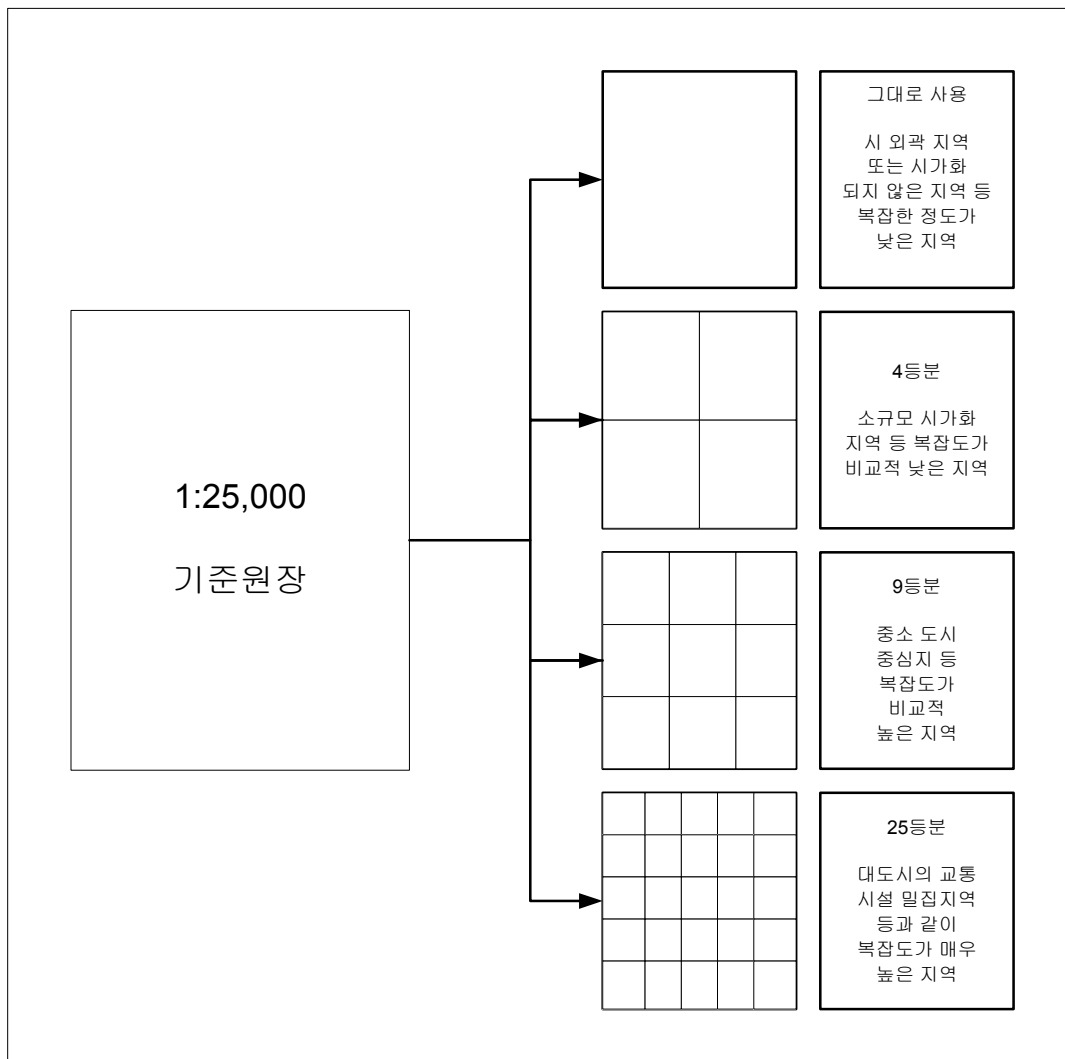 그대로 사용
시 외곽 지역
또는 시가화
되지 않은 지역 등
복잡한 정도가
낮은 지역
1:25,000
기준원장
4등분
소규모 시가화
지역 등 복잡도가
비교적 낮은 지역
9등분
중소 도시
중심지 등
복잡도가
비교적
높은 지역
25등분
대도시의 교통
시설 밀집지역
등과 같이
복잡도가 매우
높은 지역